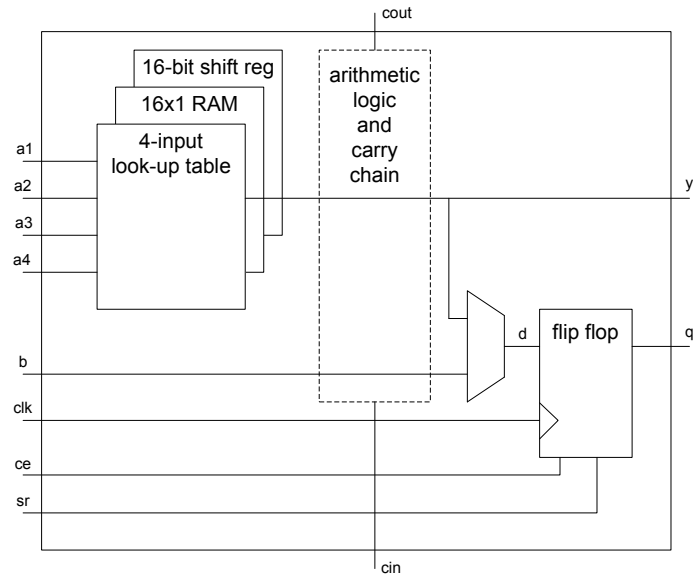 cout
16-bit shift reg
16x1 RAM
4-input
look-up table
arithmetic
logic
and
carry
chain
a1
a2
a3
a4
y
b
d
flip flop
q
clk
ce
sr
cin